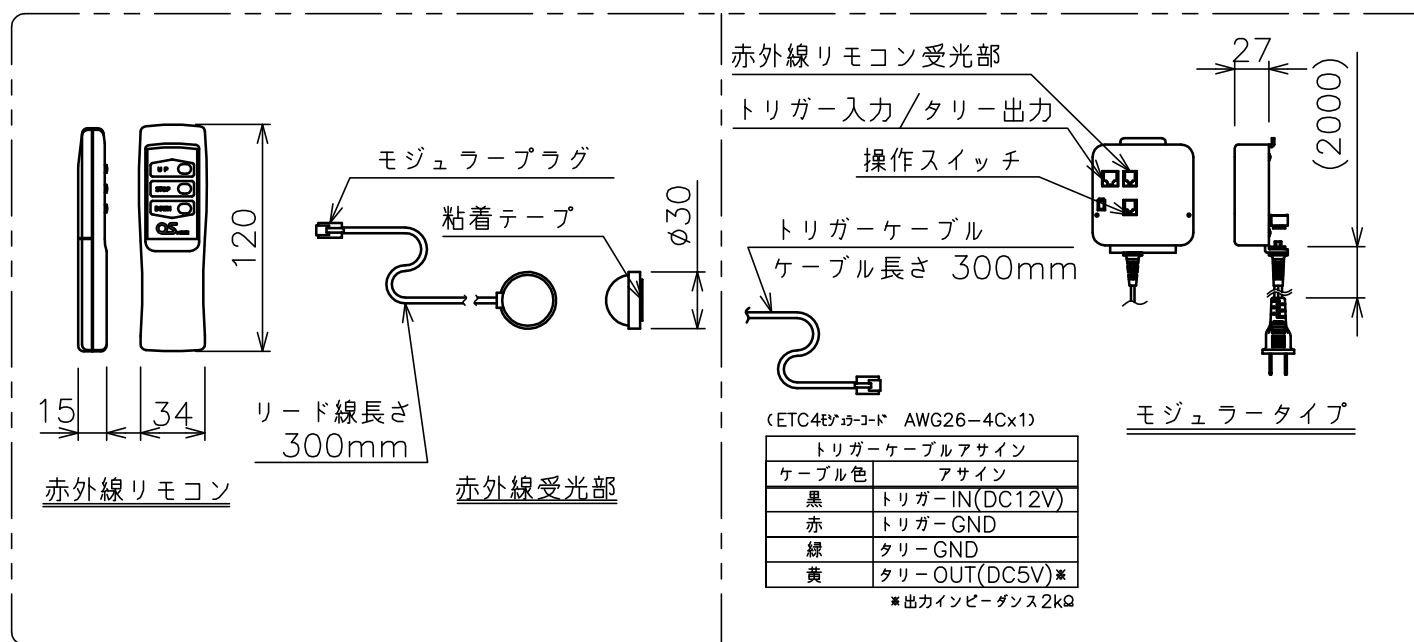 UP
STOP
DOWN
OS
120
15
34
赤外線リモコン
モジュラープラグ
粘着テープ
φ30
リード線長さ
300mm
赤外線受光部
赤外線リモコン受光部
トリガー入力/タリー出力
操作スイッチ
トリガーケーブル
ケーブル長さ 300mm
27
(2000)
モジュラータイプ
(ETC4モジュラーコード AWG26-4Cx1)
トリガーケーブルアサイン
ケーブル色 アサイン
黒 トリガーIN(DC12V)
赤 トリガーGND
緑 タリーGND
黄 タリーOUT(DC5V)※
※出力インピーダンス2kΩ